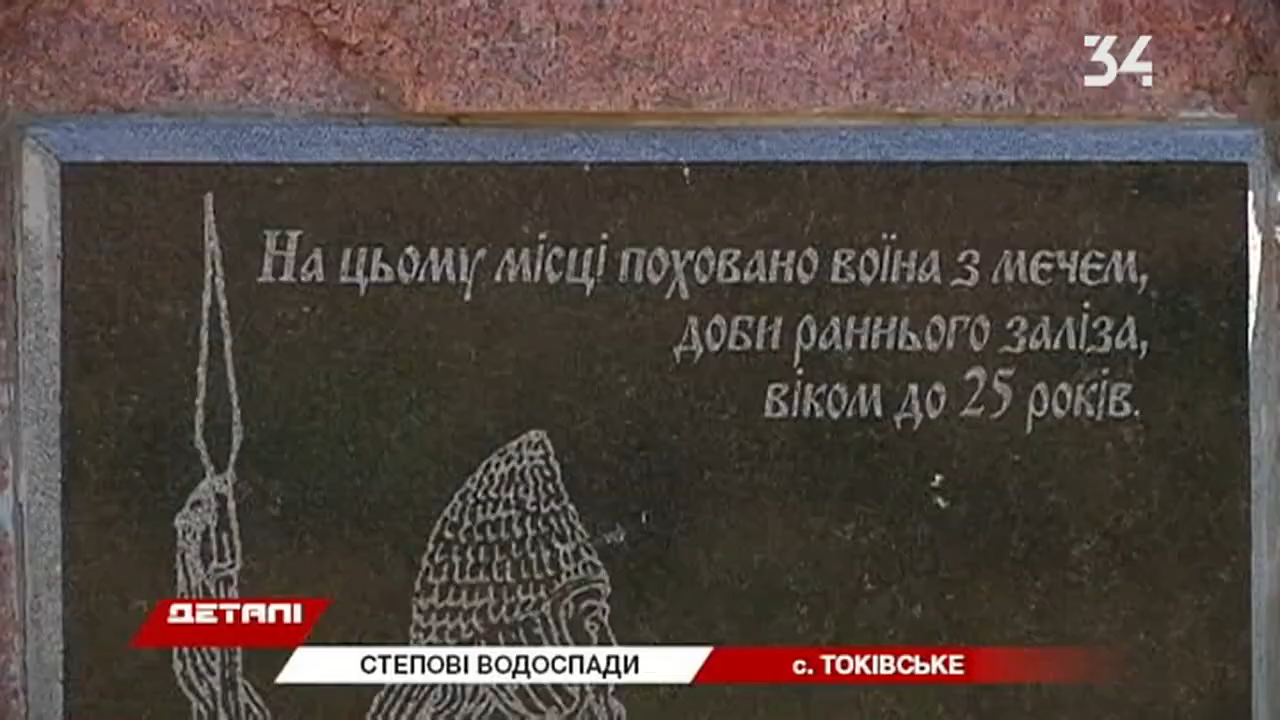 34
На цьому місці поховано воїна з мечем,
доби раннього заліза,
віком до 25 років.
ДЕТАЛІ
СТЕПОВІ ВОДОСПАДИ
с. ТОКІВСЬКЕ